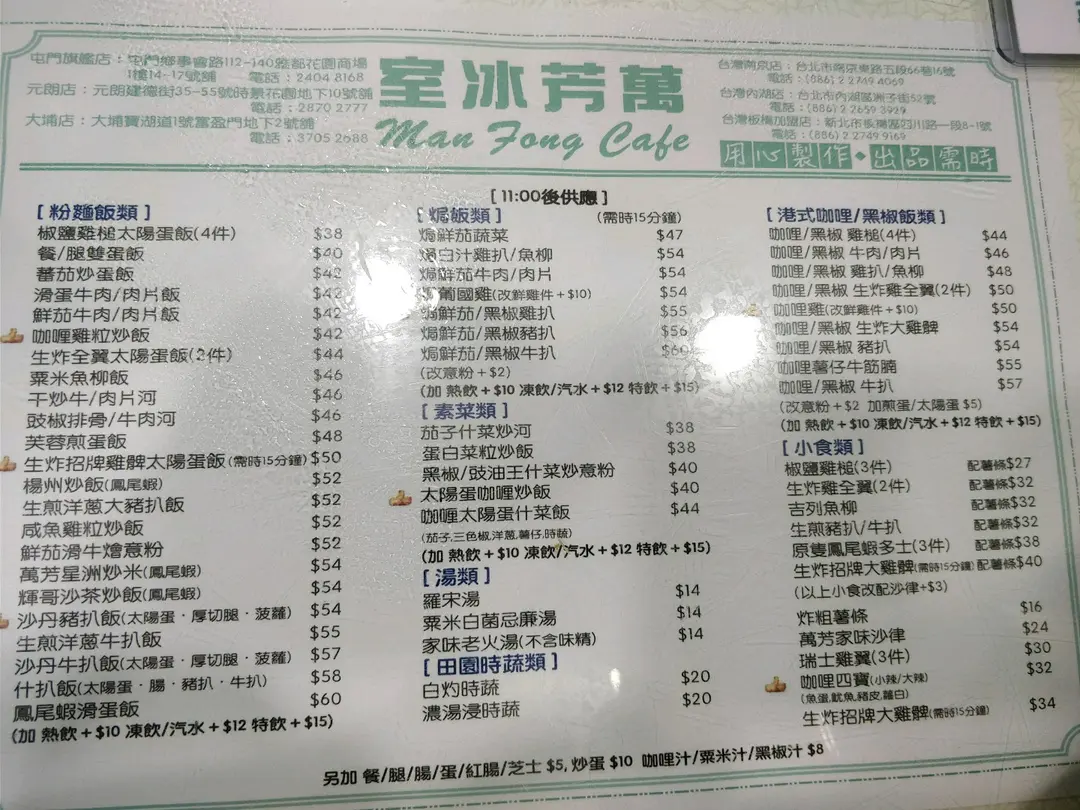 屯門旗艦店：屯門鄉事會路112-140雅都花園商場
1樓14-17號舖 電話：2404 8168
元朗店：元朗建德街35-55號時景花園地下10號舖
電話：2870 2777
大埔店：大埔寶湖道1號富盈門地下2號舖
電話：3705 2688
室冰芳萬
Man Fong Cafe
台灣南京店：台北市南京東路五段66巷16號
電話：(986) 2 2749 4069
台灣內湖店：台北市內湖區洲子街52號
電話：(886) 2 2659 3929
台灣板橋加盟店：新北市板橋區四川路一段8-1號
電話：(886) 2 2749 9169
用心製作◆出品需時
[ 11:00後供應 ]
[ 粉麵飯類 ]
椒鹽雞槌太陽蛋飯(4件) $38
餐/腿雙蛋飯 $40
蕃茄炒蛋飯 $42
滑蛋牛肉/肉片飯 $42
鮮茄牛肉/肉片飯 $42
咖喱雞粒炒飯 $42
生炸全翼太陽蛋飯(2件) $44
粟米魚柳飯 $46
干炒牛/肉片河 $46
豉椒排骨/牛肉河 $46
芙蓉煎蛋飯 $48
生炸招牌雞髀太陽蛋飯(需時15分鐘) $50
楊州炒飯(鳳尾蝦) $52
生煎洋蔥大豬扒飯 $52
咸魚雞粒炒飯 $52
鮮茄滑牛燴意粉 $52
萬芳星洲炒米(鳳尾蝦) $54
輝哥沙茶炒飯(鳳尾蝦) $54
沙丹豬扒飯(太陽蛋．厚切腿．菠蘿) $54
生煎洋蔥牛扒飯 $55
沙丹牛扒飯(太陽蛋．厚切腿．菠蘿) $57
什扒飯(太陽蛋．腸．豬扒．牛扒) $58
鳳尾蝦滑蛋飯 $60
(加 熱飲＋$10 凍飲/汽水＋$12 特飲＋$15)
[ 焗飯類 ] (需時15分鐘)
焗鮮茄蔬菜 $47
焗白汁雞扒/魚柳 $54
焗鮮茄牛肉/肉片 $54
葡國雞(改鮮雞件＋$10) $54
焗鮮茄/黑椒雞扒 $55
焗鮮茄/黑椒豬扒 $56
焗鮮茄/黑椒牛扒 $60
(改意粉＋$2)
(加 熱飲＋$10 凍飲/汽水＋$12 特飲＋$15)
[ 素菜類 ]
茄子什菜炒河 $38
蛋白菜粒炒飯 $38
黑椒/豉油王什菜炒意粉 $40
太陽蛋咖喱炒飯 $40
咖喱太陽蛋什菜飯 $44
(茄子,三色椒,洋蔥,薯仔,時蔬)
(加 熱飲＋$10 凍飲/汽水＋$12 特飲＋$15)
[ 湯類 ]
羅宋湯 $14
粟米白菌忌廉湯 $14
家味老火湯(不含味精) $14
[ 田園時蔬類 ]
白灼時蔬 $20
濃湯浸時蔬 $20
[ 港式咖哩/黑椒飯類 ]
咖哩/黑椒 雞槌(4件) $44
咖哩/黑椒 牛肉/肉片 $46
咖哩/黑椒 雞扒/魚柳 $48
咖哩/黑椒 生炸雞全翼(2件) $50
咖哩雞(改鮮雞件＋$10) $50
咖哩/黑椒 生炸大雞髀 $54
咖哩/黑椒 豬扒 $54
咖哩薯仔牛筋腩 $55
咖哩/黑椒 牛扒 $57
(改意粉＋$2 加煎蛋/太陽蛋 $5)
(加 熱飲＋$10 凍飲/汽水＋$12 特飲＋$15)
[ 小食類 ]
椒鹽雞槌(3件) 配薯條$27
生炸雞全翼(2件) 配薯條$32
吉列魚柳 配薯條$32
生煎豬扒/牛扒 配薯條$32
原隻鳳尾蝦多士(3件) 配薯條$38
生炸招牌大雞髀(需時15分鐘) 配薯條$40
(以上小食改配沙律+$3)
炸粗薯條 $16
萬芳家味沙律 $24
瑞士雞翼(3件) $30
咖哩四寶(小辣/大辣) $32
(魚蛋,魷魚,豬皮,蘿白)
生炸招牌大雞髀(需時15分鐘) $34
另加 餐/腿/腸/蛋/紅腸/芝士 $5, 炒蛋 $10 咖哩汁/粟米汁/黑椒汁 $8